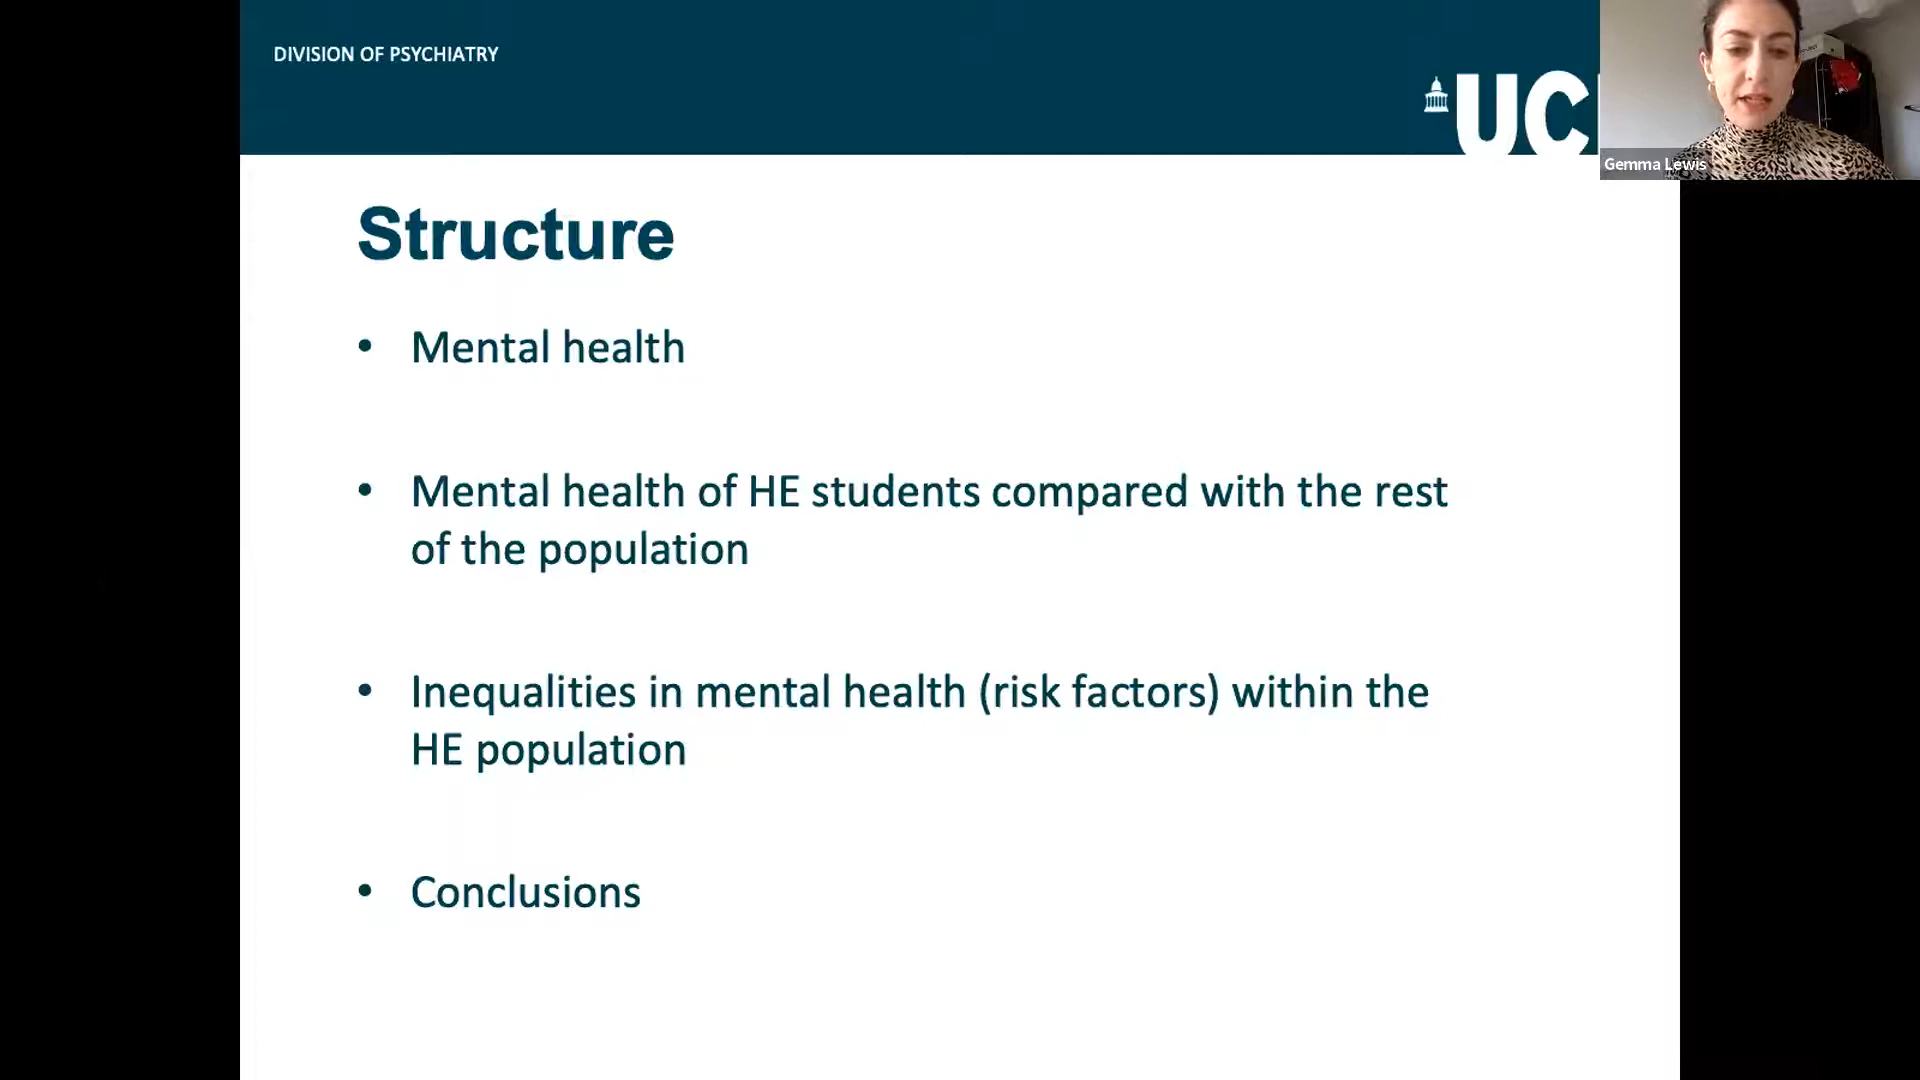 DIVISION OF PSYCHIATRY
UC
Gemma Lewis
Structure
• Mental health
• Mental health of HE students compared with the rest
of the population
• Inequalities in mental health (risk factors) within the
HE population
• Conclusions